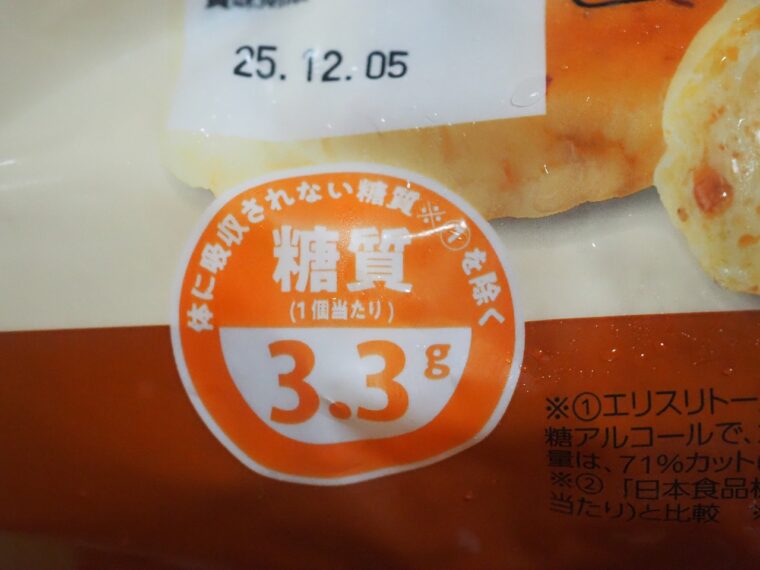 25.12.05
体に吸収されない糖質※①を除く
糖質
(1個当たり)
3.3g
※①エリスリトー
糖アルコールで、
量は、71%カット
※②「日本食品
当たり)と比較 ※